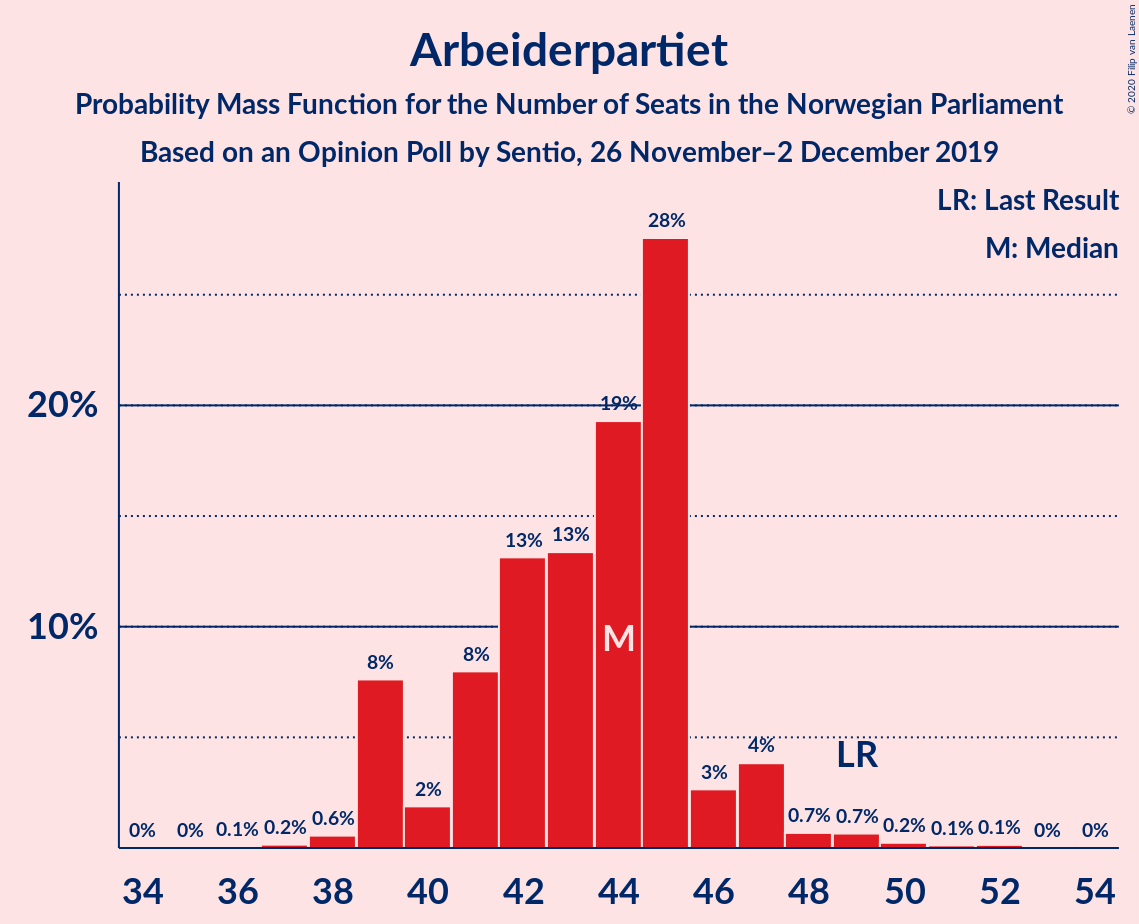 Arbeiderpartiet
Probability Mass Function for the Number of Seats in the Norwegian Parliament
Based on an Opinion Poll by Sentio, 26 November–2 December 2019
© 2020 Filip van Laenen
LR: Last Result
M: Median
20%
10%
0% 0% 0.1% 0.2% 0.6% 8% 2% 8% 13% 13% 19% 28% 3% 4% 0.7% 0.7% 0.2% 0.1% 0.1% 0% 0%
M
LR
34 36 38 40 42 44 46 48 50 52 54